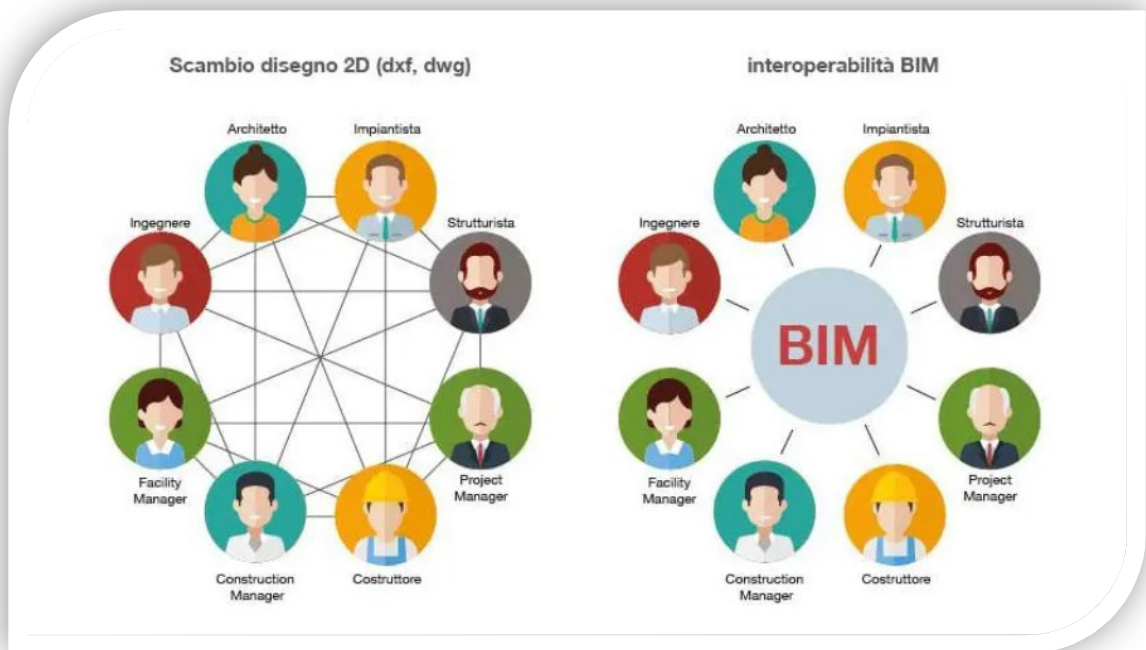 Scambio disegno 2D (dxf, dwg)
Architetto
Impiantista
Ingegnere
Strutturista
Facility
Manager
Project
Manager
Construction
Manager
Costruttore
interoperabilità BIM
Architetto
Impiantista
Ingegnere
Strutturista
BIM
Facility
Manager
Project
Manager
Construction
Manager
Costruttore